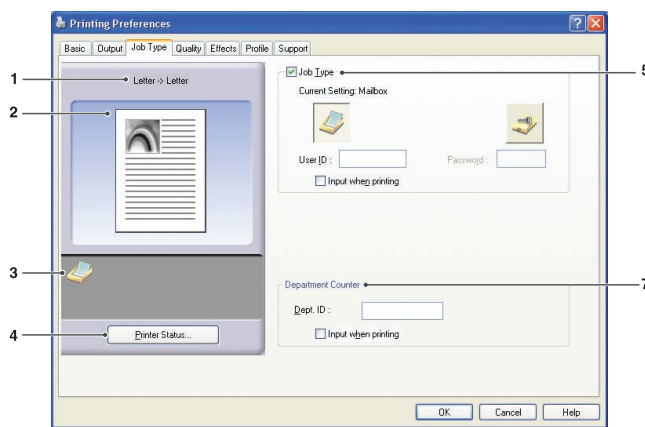 Printing Preferences
Basic Output Job Type Quality Effects Profile Support
1
Letter -> Letter
2
3
4
Printer Status...
Job Type
5
Current Setting: Mailbox
User ID :
Password :
Input when printing
Department Counter
7
Dept. ID :
Input when printing
OK Cancel Help